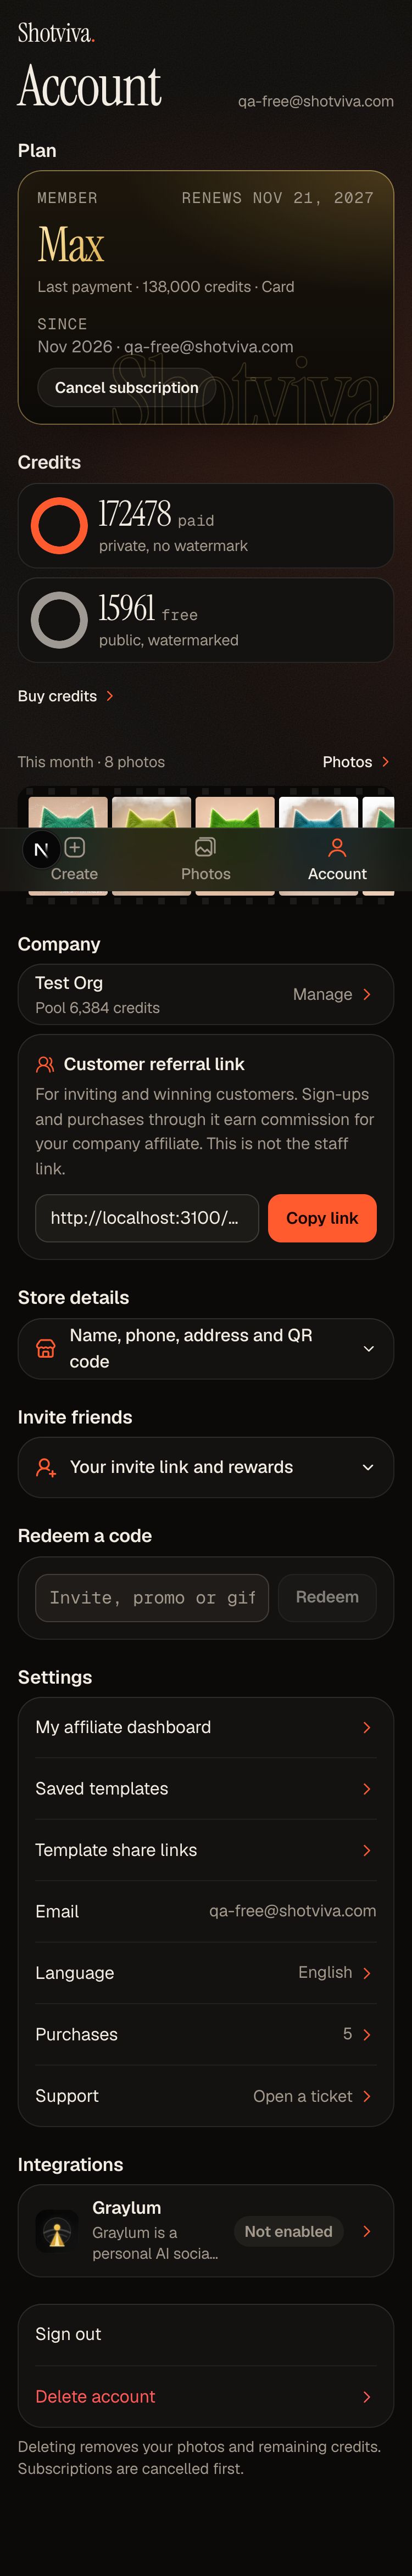 Shotviva.
Account
qa-free@shotviva.com
Plan
MEMBER
RENEWS NOV 21, 2027
Max
Last payment · 138,000 credits · Card
SINCE
Nov 2026 · qa-free@shotviva.com
Shotviva.
Cancel subscription
Credits
172478 paid
private, no watermark
15961 free
public, watermarked
Buy credits
This month · 8 photos
Photos
N
Create
Photos
Account
Company
Test Org
Pool 6,384 credits
Manage
Customer referral link
For inviting and winning customers. Sign-ups
and purchases through it earn commission for
your company affiliate. This is not the staff
link.
http://localhost:3100/...
Copy link
Store details
Name, phone, address and QR
code
Invite friends
Your invite link and rewards
Redeem a code
Invite, promo or gif
Redeem
Settings
My affiliate dashboard
Saved templates
Template share links
Email
qa-free@shotviva.com
Language
English
Purchases
5
Support
Open a ticket
Integrations
Graylum
Graylum is a
personal AI socia...
Not enabled
Sign out
Delete account
Deleting removes your photos and remaining credits.
Subscriptions are cancelled first.